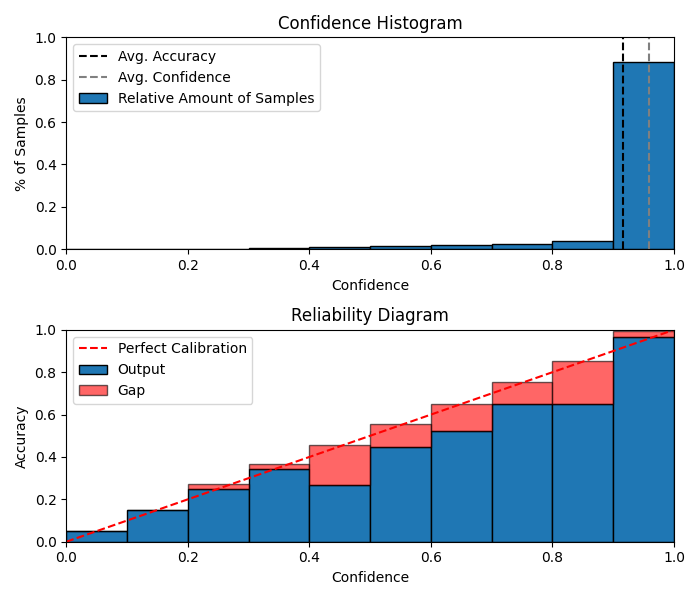 Confidence Histogram
1.0
0.8
0.6
0.4
0.2
0.0
% of Samples
Avg. Accuracy
Avg. Confidence
Relative Amount of Samples
0.0 0.2 0.4 0.6 0.8 1.0
Confidence
Reliability Diagram
1.0
0.8
0.6
0.4
0.2
0.0
Accuracy
Perfect Calibration
Output
Gap
0.0 0.2 0.4 0.6 0.8 1.0
Confidence